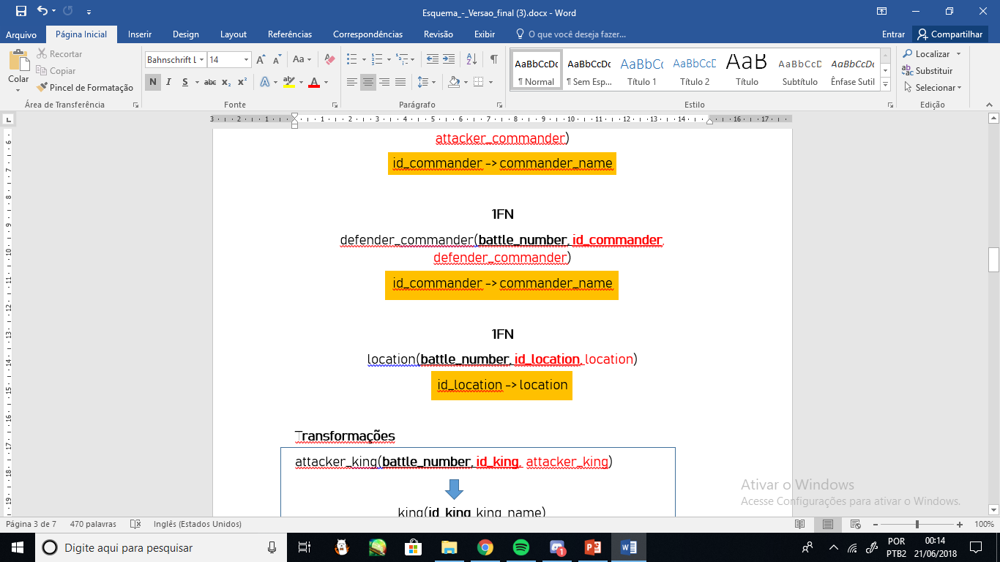 Esquema_-_Versao_final (3).docx - Word
Arquivo Página Inicial Inserir Design Layout Referências Correspondências Revisão Exibir O que você deseja fazer... Entrar Compartilhar
Colar
Recortar
Copiar
Pincel de Formatação
Área de Transferência
Bahnschrift L 14
N I S abc x₂ x²
Fonte
Parágrafo
AaBbCcDc AaBbCcDc AaBbCc AaBbCcD AaB AaBbCcD AaBbCcDt
¶ Normal ¶ Sem Esp... Título 1 Título 2 Título Subtítulo Ênfase Sutil
Estilo
Localizar
Substituir
Selecionar
Edição
3 2 1 1 2 3 4 5 6 7 8 9 10 11 12 13 14 16 17
6 7 8 9 10 11 12 13 14 15 16 17 18 19
attacker_commander)
id_commander -> commander_name
1FN
defender_commander(battle_number, id_commander,
defender_commander)
id_commander -> commander_name
1FN
location(battle_number, id_location, location)
id_location -> location
Transformações
attacker_king(battle_number, id_king, attacker_king)
king(id_king, king_name)
Ativar o Windows
Acesse Configurações para ativar o Windows.
Página 3 de 7 470 palavras Inglês (Estados Unidos) 100%
Digite aqui para pesquisar
POR
PTB2
00:14
21/06/2018